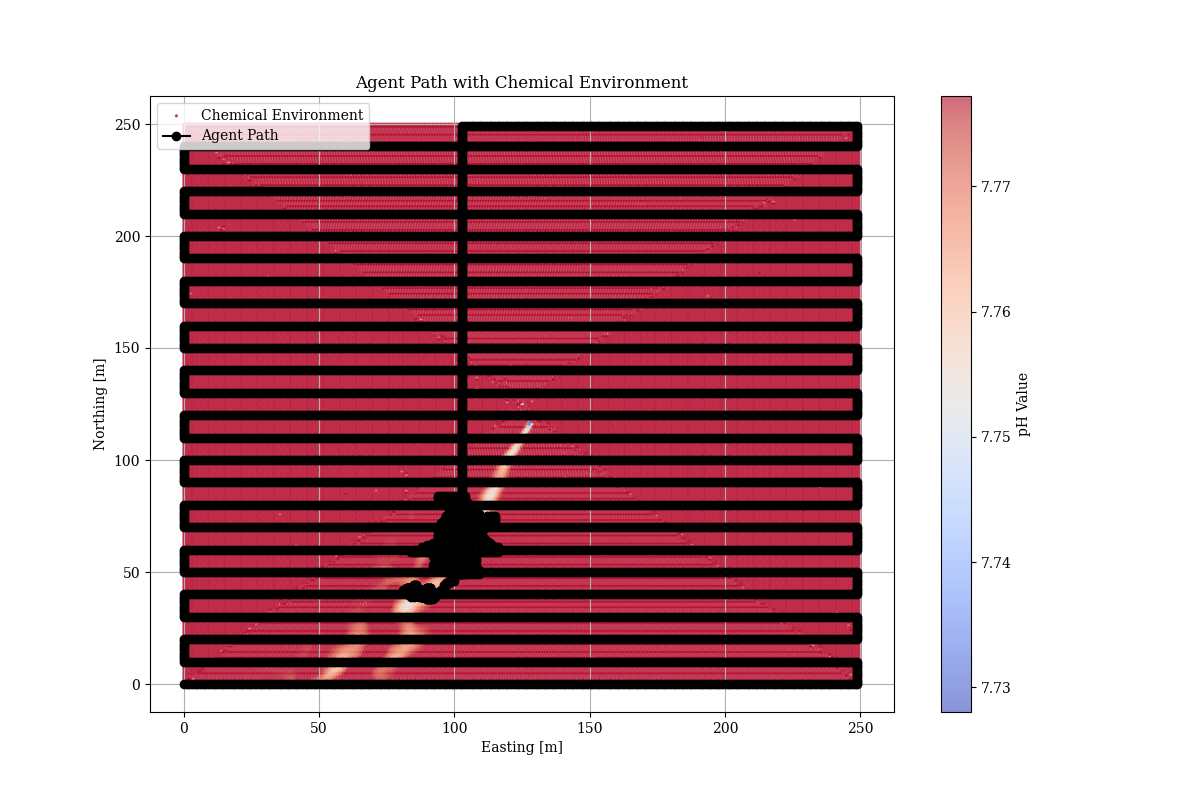 Agent Path with Chemical Environment
Chemical Environment
Agent Path
250
200
150
100
50
0
Northing [m]
0 50 100 150 200 250
Easting [m]
7.77
7.76
7.75
7.74
7.73
pH Value